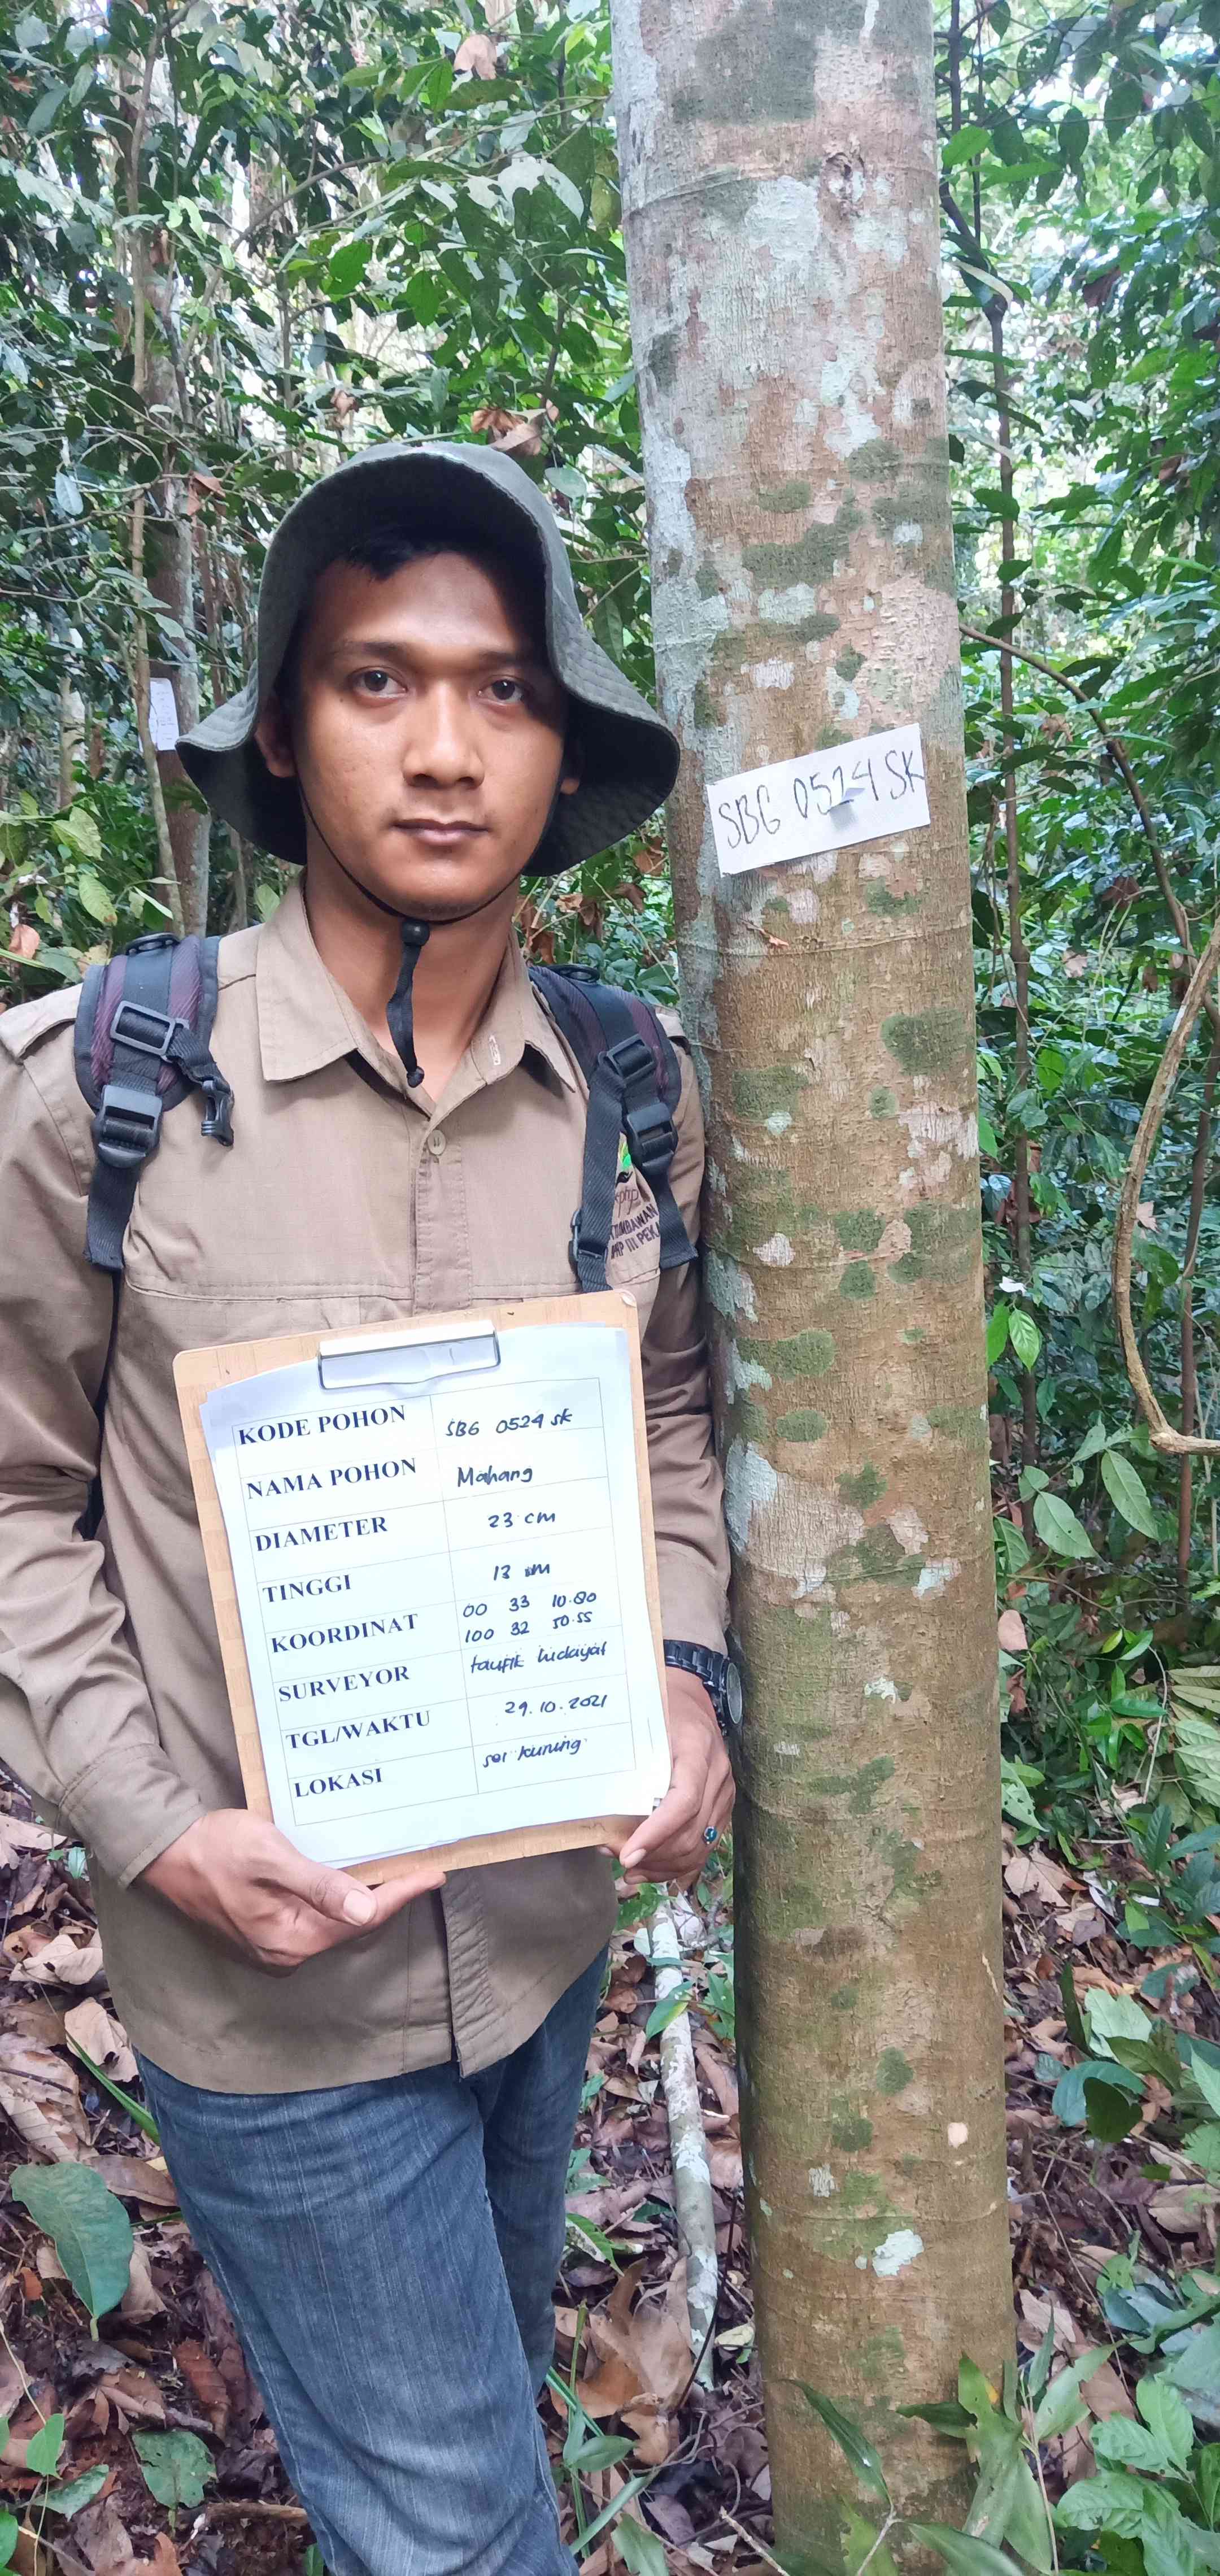 SBG 0524 SK
KODE POHON SBG 0524 SK
NAMA POHON Mahang
DIAMETER 23 cm
TINGGI 13 m
KOORDINAT 00 33 10.80
100 32 50.55
SURVEYOR taufik hidayat
TGL/WAKTU 29.10.2021
LOKASI sei kuning